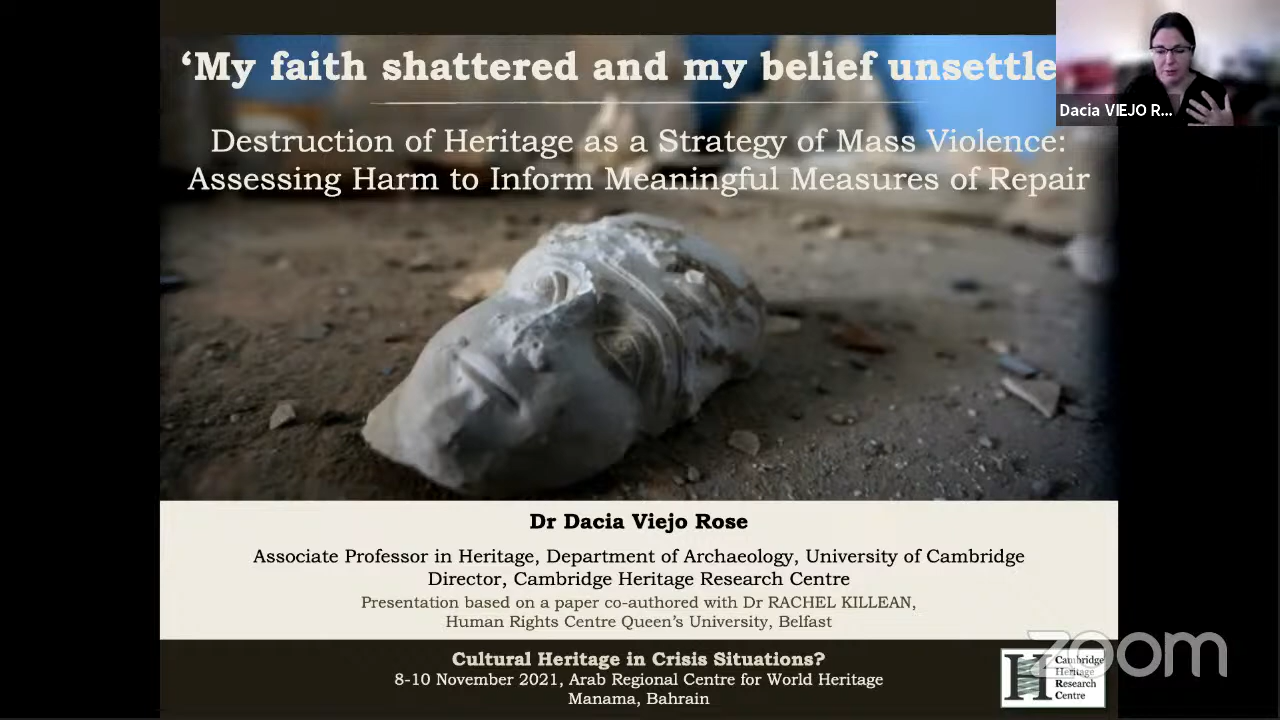 ‘My faith shattered and my belief unsettle
Dacia VIEJO R...
Destruction of Heritage as a Strategy of Mass Violence:
Assessing Harm to Inform Meaningful Measures of Repair
Dr Dacia Viejo Rose
Associate Professor in Heritage, Department of Archaeology, University of Cambridge
Director, Cambridge Heritage Research Centre
Presentation based on a paper co-authored with Dr RACHEL KILLEAN,
Human Rights Centre Queen’s University, Belfast
Cultural Heritage in Crisis Situations?
8-10 November 2021, Arab Regional Centre for World Heritage
Manama, Bahrain
Cambridge
Heritage
Research
Centre
zoom